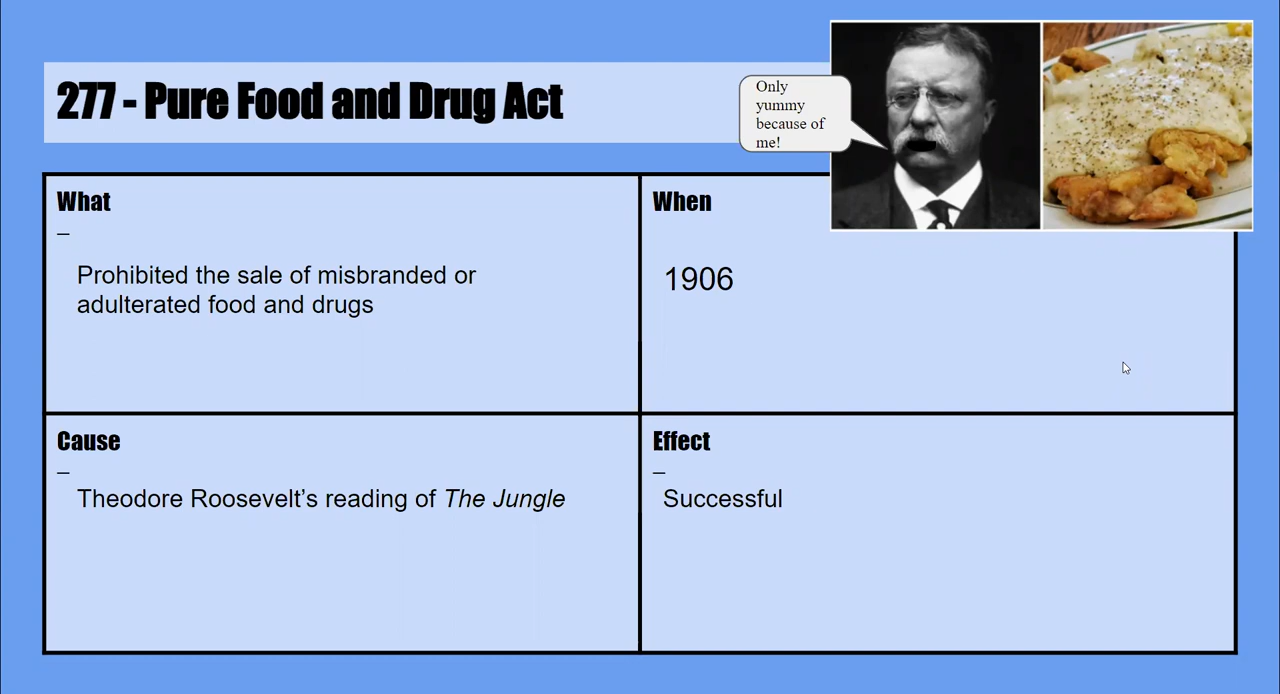 277 - Pure Food and Drug Act
Only
yummy
because of
me!
What
–
Prohibited the sale of misbranded or
adulterated food and drugs
When
1906
Cause
–
Theodore Roosevelt’s reading of The Jungle
Effect
–
Successful